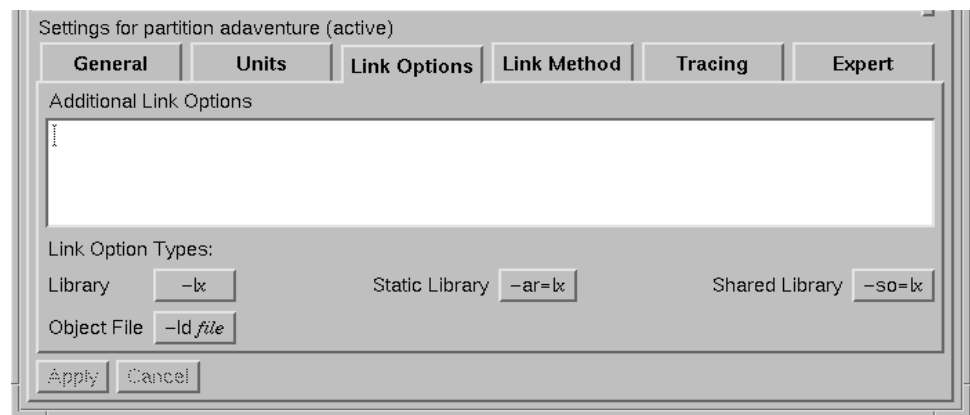 Settings for partition adaventure (active)
General Units Link Options Link Method Tracing Expert
Additional Link Options
Link Option Types:
Library -lx Static Library -ar=lx Shared Library -so=lx
Object File -ld file
Apply Cancel